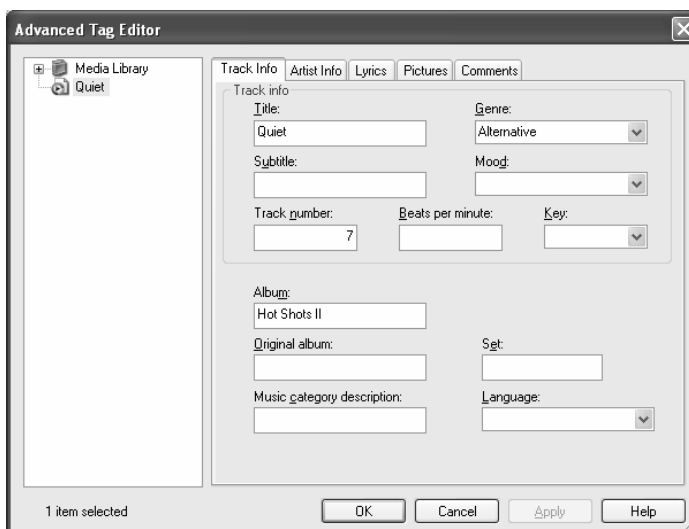 Advanced Tag Editor
Media Library
Quiet
Track Info Artist Info Lyrics Pictures Comments
Track info
Title: Genre:
Quiet Alternative
Subtitle: Mood:
Track number: Beats per minute: Key:
7
Album:
Hot Shots II
Original album: Set:
Music category description: Language:
1 item selected OK Cancel Apply Help